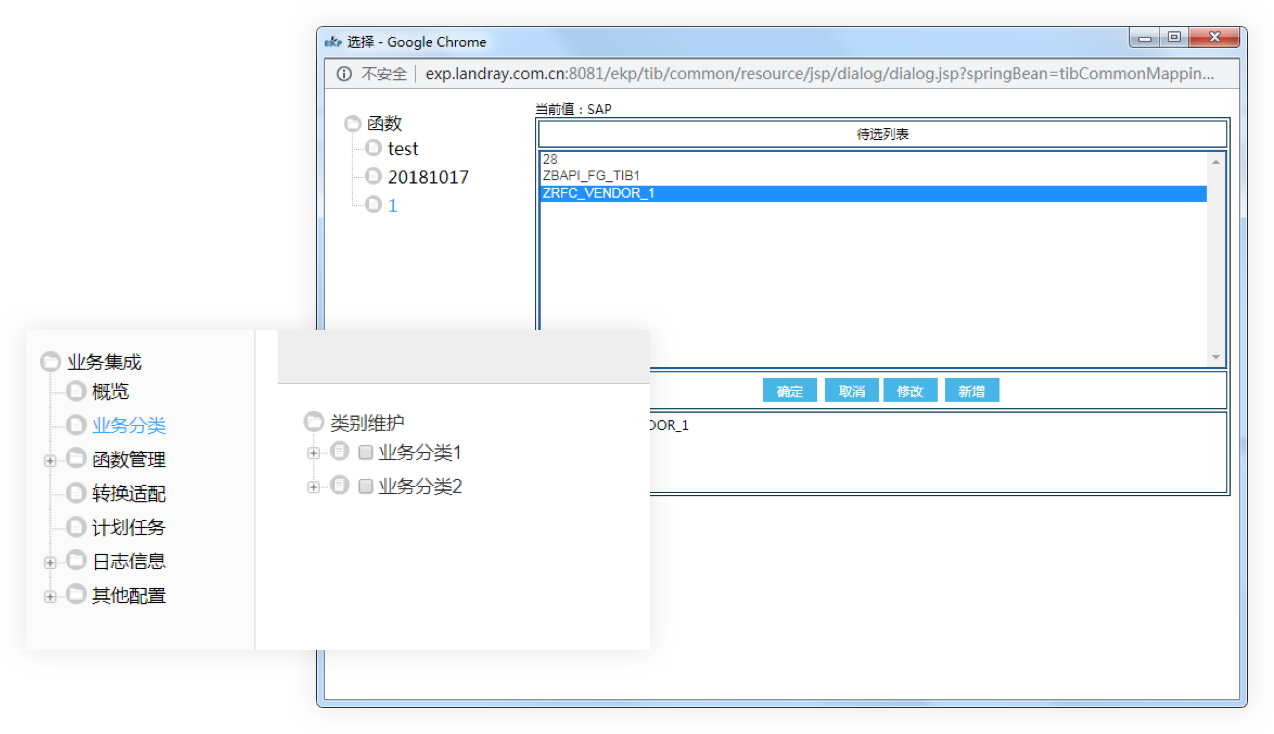 ekp 选择 - Google Chrome
不安全 | exp.landray.com.cn:8081/ekp/tib/common/resource/jsp/dialog/dialog.jsp?springBean=tibCommonMappin...
函数
test
20181017
1
当前值：SAP
待选列表
28
ZBAPI_FG_TIB1
ZRFC_VENDOR_1
确定 取消 修改 新增
DOR_1
业务集成
概览
业务分类
函数管理
转换适配
计划任务
日志信息
其他配置
类别维护
业务分类1
业务分类2